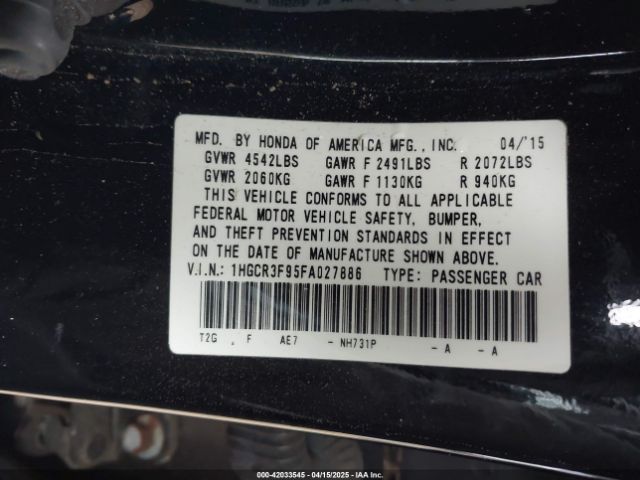 MFD. BY HONDA OF AMERICA MFG., INC. 04/'15
GVWR 4542LBS GAWR F 2491LBS R 2072LBS
GVWR 2060KG GAWR F 1130KG R 940KG
THIS VEHICLE CONFORMS TO ALL APPLICABLE
FEDERAL MOTOR VEHICLE SAFETY, BUMPER,
AND THEFT PREVENTION STANDARDS IN EFFECT
ON THE DATE OF MANUFACTURE SHOWN ABOVE.
V.I.N.: 1HGCR3F95FA027886 TYPE: PASSENGER CAR
T2G . F AE7 - NH731P - A - A
000-42033545 - 04/15/2025 - IAA Inc.